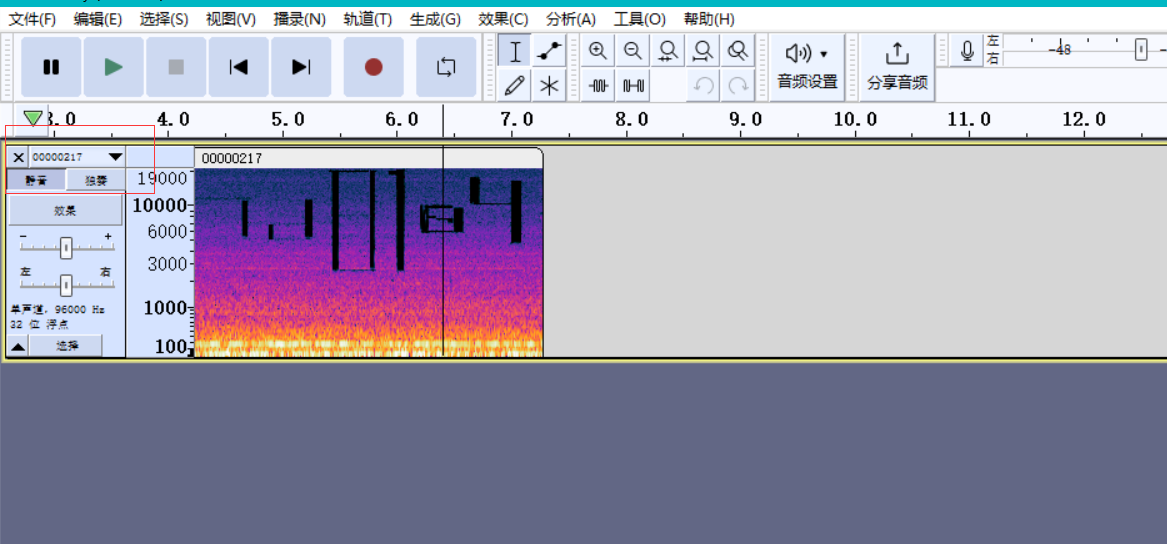 文件(F) 编辑(E) 选择(S) 视图(V) 播录(N) 轨道(T) 生成(G) 效果(C) 分析(A) 工具(O) 帮助(H)
左
右
-48
音频设置 分享音频
3.0 4.0 5.0 6.0 7.0 8.0 9.0 10.0 11.0 12.0
00000217 00000217
静音 独奏
19000
10000
效果
6000
- +
3000
左 右
单声道, 96000 Hz
1000
32 位 浮点
选择
100